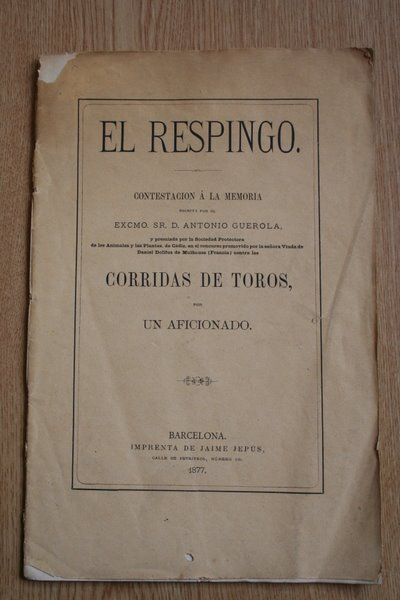 EL RESPINGO.
CONTESTACION Á LA MEMORIA
ESCRITA POR EL
EXCMO. SR. D. ANTONIO GUEROLA,
y premiada por la Sociedad Protectora
de los Animales y las Plantas, de Cádiz, en el concurso promovido por la señora Viuda de
Daniel Dollfus de Mulhouse (Francia) contra las
CORRIDAS DE TOROS,
POR
UN AFICIONADO.
BARCELONA.
IMPRENTA DE JAIME JEPÚS,
CALLE DE PETRITXOL, NÚMERO
1877.